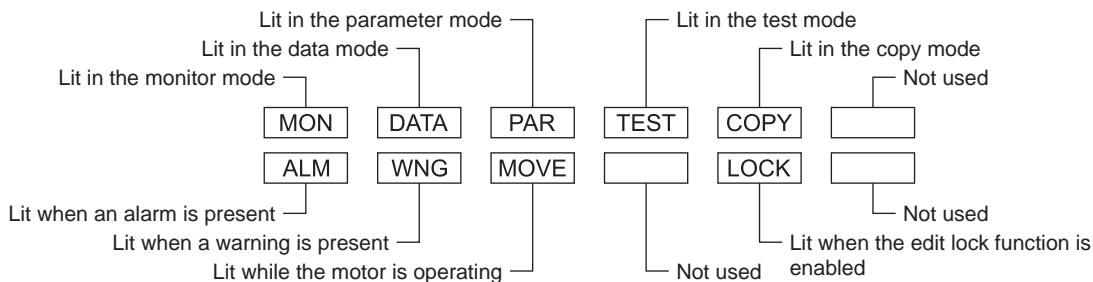 Lit in the parameter mode
Lit in the test mode
Lit in the data mode
Lit in the copy mode
Lit in the monitor mode
Not used
MON DATA PAR TEST COPY
ALM WNG MOVE LOCK
Lit when an alarm is present
Not used
Lit when a warning is present
Lit when the edit lock function is
enabled
Lit while the motor is operating
Not used